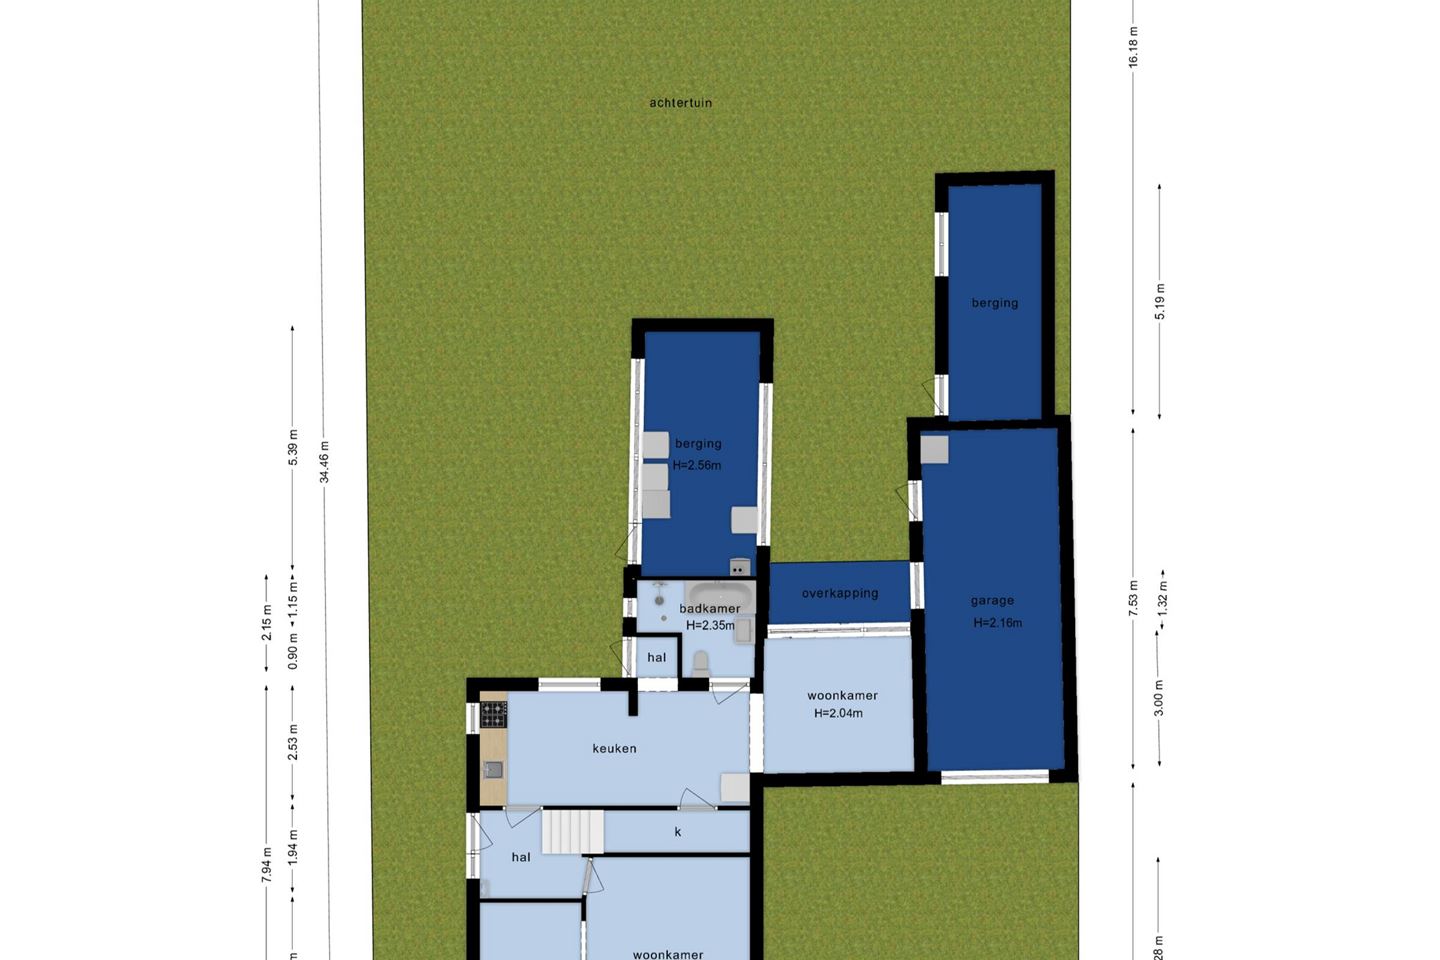 16.18 m
achtertuin
berging
5.19 m
5.39 m
34.46 m
berging
H=2.56m
overkapping
garage
H=2.16m
7.53 m
1.32 m
2.15 m
1.15 m
0.90 m
badkamer
H=2.35m
hal
woonkamer
H=2.04m
3.00 m
2.53 m
keuken
k
hal
1.94 m
7.94 m
woonkamer
28 m
m